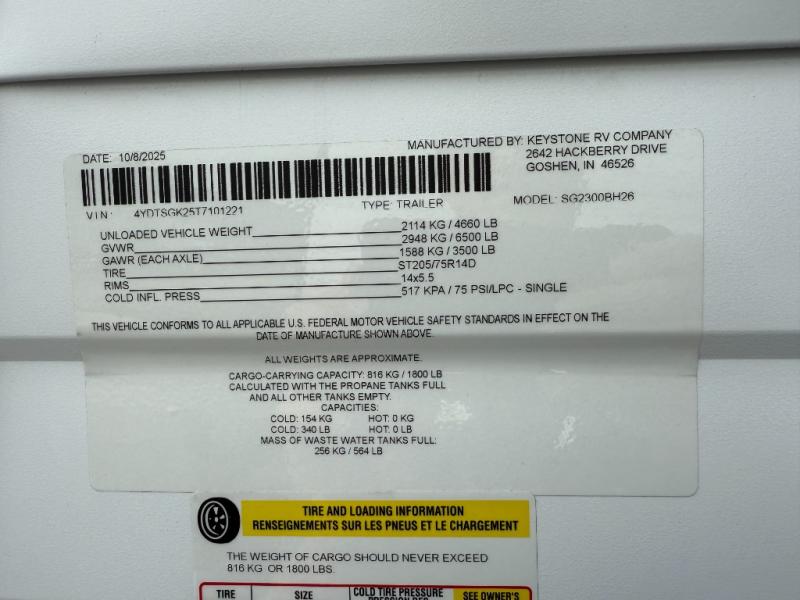 DATE: 10/8/2025
MANUFACTURED BY: KEYSTONE RV COMPANY
2642 HACKBERRY DRIVE
GOSHEN, IN 46526
VIN: 4YDTSGK25T7101221
TYPE: TRAILER
MODEL: SG2300BH26
UNLOADED VEHICLE WEIGHT 2114 KG / 4660 LB
GVWR 2948 KG / 6500 LB
GAWR (EACH AXLE) 1588 KG / 3500 LB
TIRE ST205/75R14D
RIMS 14x5.5
COLD INFL. PRESS 517 KPA / 75 PSI/LPC - SINGLE
THIS VEHICLE CONFORMS TO ALL APPLICABLE U.S. FEDERAL MOTOR VEHICLE SAFETY STANDARDS IN EFFECT ON THE
DATE OF MANUFACTURE SHOWN ABOVE.
ALL WEIGHTS ARE APPROXIMATE.
CARGO-CARRYING CAPACITY: 816 KG / 1800 LB
CALCULATED WITH THE PROPANE TANKS FULL
AND ALL OTHER TANKS EMPTY.
CAPACITIES:
COLD: 154 KG HOT: 0 KG
COLD: 340 LB HOT: 0 LB
MASS OF WASTE WATER TANKS FULL:
256 KG / 564 LB
TIRE AND LOADING INFORMATION
RENSEIGNEMENTS SUR LES PNEUS ET LE CHARGEMENT
THE WEIGHT OF CARGO SHOULD NEVER EXCEED
816 KG OR 1800 LBS.
TIRE SIZE COLD TIRE PRESSURE SEE OWNER'S